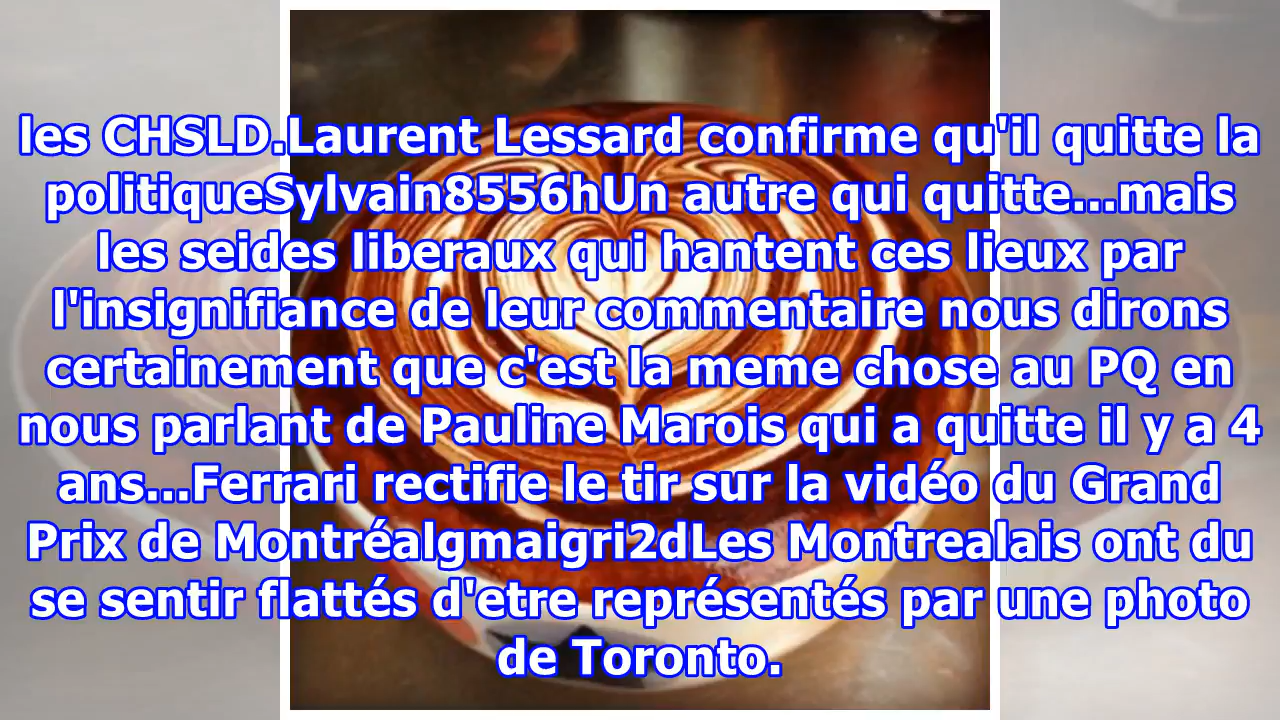 les CHSLD.Laurent Lessard confirme qu'il quitte la
politiqueSylvain8556hUn autre qui quitte...mais
les seides liberaux qui hantent ces lieux par
l'insignifiance de leur commentaire nous dirons
certainement que c'est la meme chose au PQ en
nous parlant de Pauline Marois qui a quitte il y a 4
ans...Ferrari rectifie le tir sur la vidéo du Grand
Prix de Montréalgmaigri2dLes Montrealais ont du
se sentir flattés d'etre représentés par une photo
de Toronto.